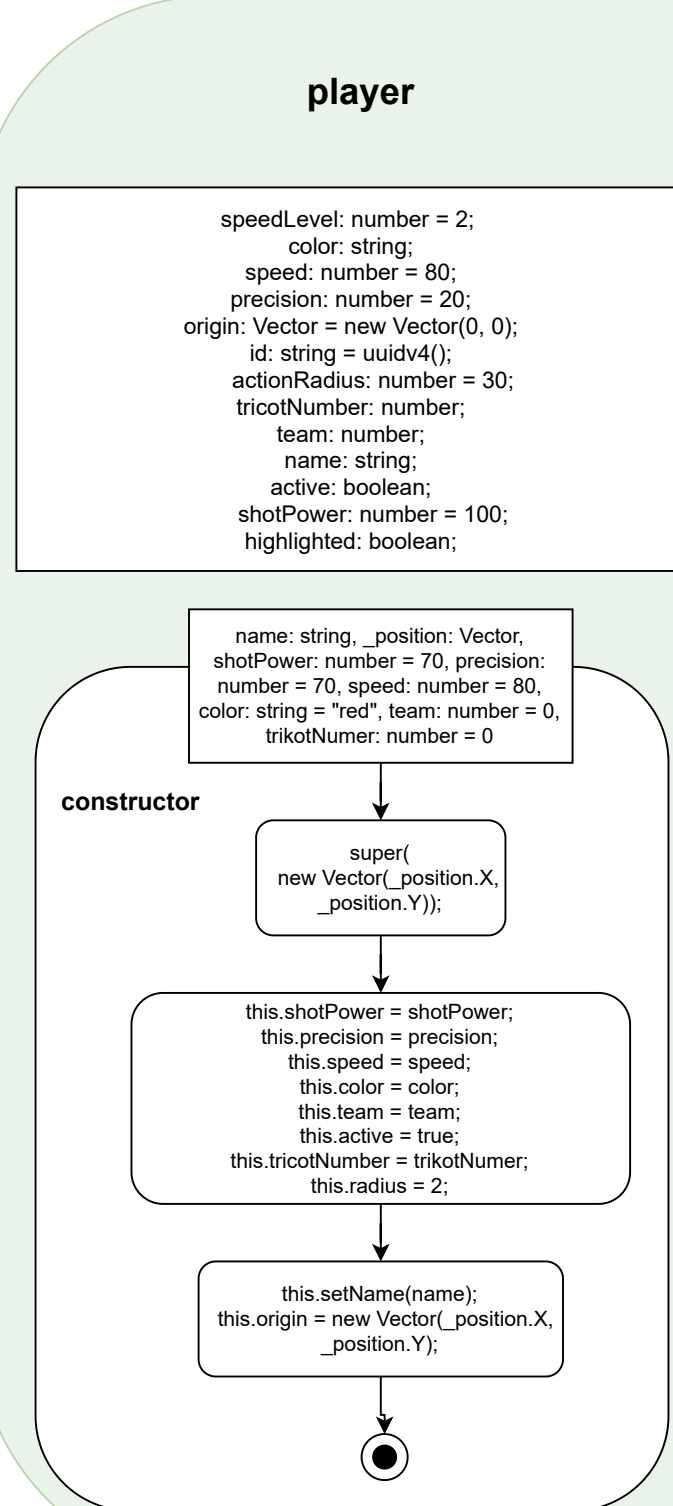 player
speedLevel: number = 2;
color: string;
speed: number = 80;
precision: number = 20;
origin: Vector = new Vector(0, 0);
id: string = uuidv4();
actionRadius: number = 30;
tricotNumber: number;
team: number;
name: string;
active: boolean;
shotPower: number = 100;
highlighted: boolean;
name: string, _position: Vector,
shotPower: number = 70, precision:
number = 70, speed: number = 80,
color: string = "red", team: number = 0,
trikotNumer: number = 0
constructor
super(
new Vector(_position.X,
_position.Y));
this.shotPower = shotPower;
this.precision = precision;
this.speed = speed;
this.color = color;
this.team = team;
this.active = true;
this.tricotNumber = trikotNumer;
this.radius = 2;
this.setName(name);
this.origin = new Vector(_position.X,
_position.Y);